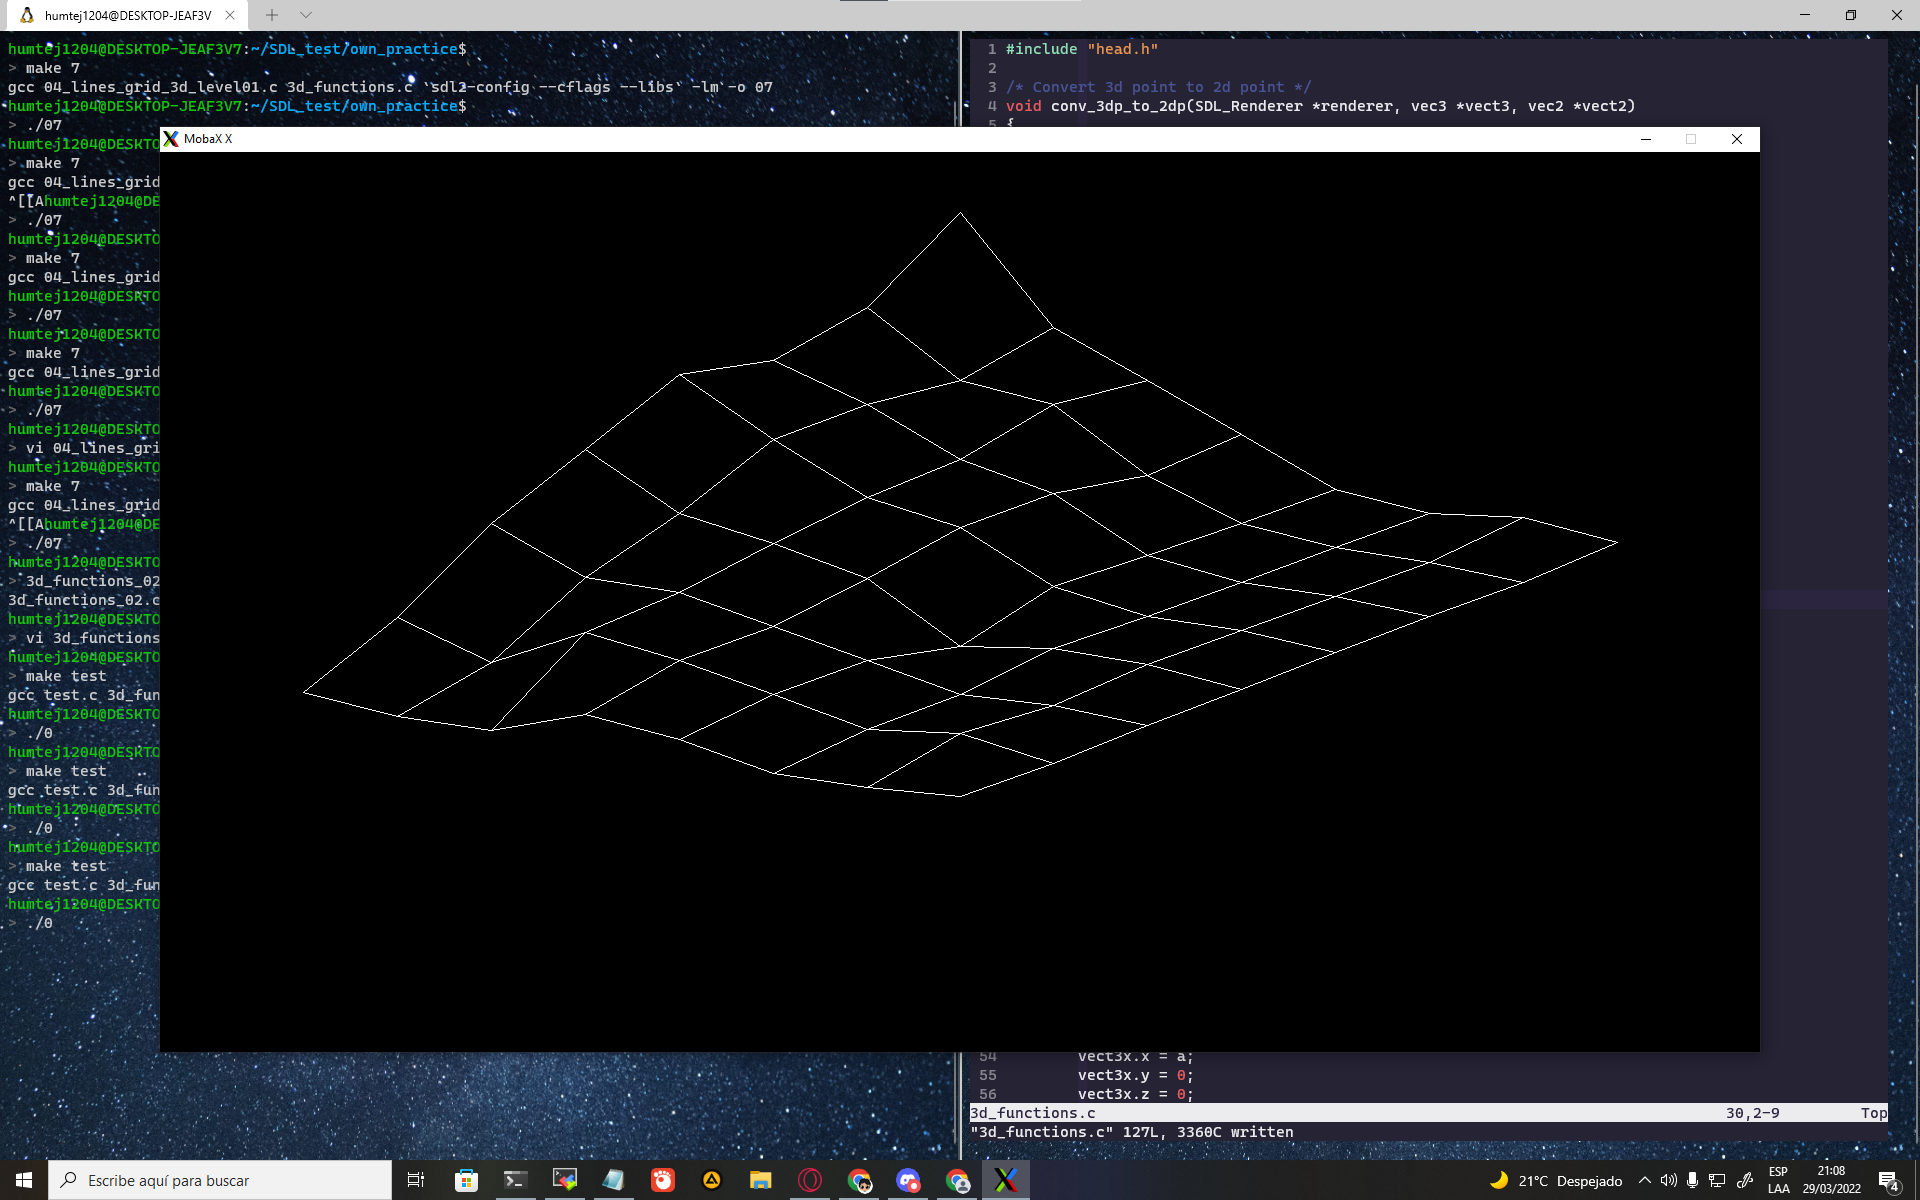 humtej1204@DESKTOP-JEAF3V
humtej1204@DESKTOP-JEAF3V7:~/SDL_test/own_practice$
> make 7
gcc 04_lines_grid_3d_level01.c 3d_functions.c `sdl2-config --cflags --libs` -lm -o 07
humtej1204@DESKTOP-JEAF3V7:~/SDL_test/own_practice$
> ./07
humtej1204@DESKTO
> make 7
gcc 04_lines_grid
^[[Ahumtej1204@DE
> ./07
humtej1204@DESKTO
> make 7
gcc 04_lines_grid
humtej1204@DESKTO
> ./07
humtej1204@DESKTO
> make 7
gcc 04_lines_grid
humtej1204@DESKTO
> ./07
humtej1204@DESKTO
> vi 04_lines_gri
humtej1204@DESKTO
> make 7
gcc 04_lines_grid
^[[Ahumtej1204@DE
> ./07
humtej1204@DESKTO
> 3d_functions_02
3d_functions_02.c
humtej1204@DESKTO
> vi 3d_functions
humtej1204@DESKTO
> make test
gcc test.c 3d_fun
humtej1204@DESKTO
> ./0
humtej1204@DESKTO
> make test
gcc test.c 3d_fun
humtej1204@DESKTO
> ./0
humtej1204@DESKTO
> make test
gcc test.c 3d_fun
humtej1204@DESKTO
> ./0
1 #include "head.h"
2
3 /* Convert 3d point to 2d point */
4 void conv_3dp_to_2dp(SDL_Renderer *renderer, vec3 *vect3, vec2 *vect2)
5 {
MobaX X
54 vect3x.x = a;
55 vect3x.y = 0;
56 vect3x.z = 0;
3d_functions.c 30,2-9 Top
"3d_functions.c" 127L, 3360C written
Escribe aquí para buscar
21°C Despejado
ESP
LAA
21:08
29/03/2022
4